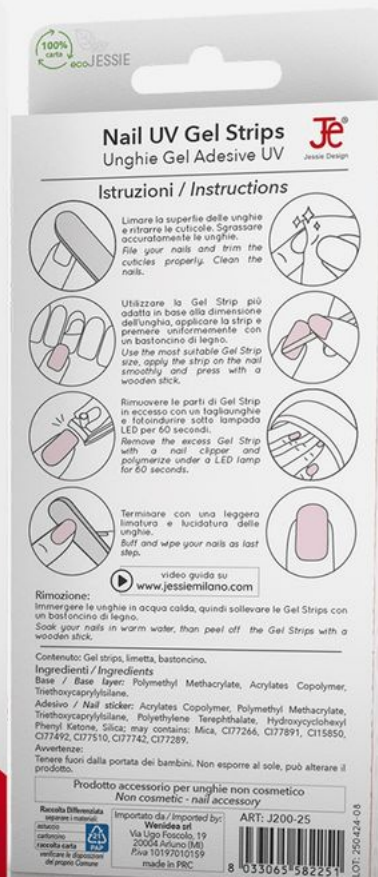 100%
carta
ecoJESSIE
Nail UV Gel Strips
Unghie Gel Adesive UV
Je®
Jessie Design
Istruzioni / Instructions
Limare la superfie delle unghie
e ritrarre le cuticole. Sgrassare
accuratamente le unghie.
File your nails and trim the
cuticles properly. Clean the
nails.
Utilizzare la Gel Strip più
adatta in base alla dimensione
dell'unghia, applicare la strip e
premere uniformemente con
un bastoncino di legno.
Use the most suitable Gel Strip
size, apply the strip on the nail
smoothly and press with a
wooden stick.
Rimuovere le parti di Gel Strip
in eccesso con un tagliaunghie
e fotoindurire sotto lampada
LED per 60 secondi.
Remove the excess Gel Strip
with a nail clipper and
polymerize under a LED lamp
for 60 seconds.
Terminare con una leggera
limatura e lucidatura delle
unghie.
Buff and wipe your nails as last
step.
video guida su
www.jessiemilano.com
Rimozione:
Immergere le unghie in acqua calda, quindi sollevare le Gel Strips con
un bastoncino di legno.
Soak your nails in warm water, than peel off the Gel Strips with a
wooden stick.
Contenuto: Gel strips, limetta, bastoncino.
Ingredienti / Ingredients
Base / Base layer: Polymethyl Methacrylate, Acrylates Copolymer,
Triethoxycaprylylsilane.
Adesivo / Nail sticker: Acrylates Copolymer, Polymethyl Methacrylate,
Triethoxycaprylylsilane, Polyethylene Terephthalate, Hydroxycyclohexyl
Phenyl Ketone, Silica; may contains: Mica, CI77266, CI77891, CI15850,
CI77492, CI77510, CI77742, CI77289.
Avvertenze:
Tenere fuori dalla portata dei bambini. Non esporre al sole, può alterare il
prodotto.
Prodotto accessorio per unghie non cosmetico
Non cosmetic - nail accessory
Raccolta Differenziata
separare i materiali:
astuccio
cartoncino
raccolta carta
verificare le disposizioni
del proprio Comune
21
PAP
Importato da / Imported by:
Wenidea srl
Via Ugo Foscolo, 19
20004 Arluno (MI)
P.iva 10197010159
made in PRC
ART: J200-25
8 033065 582251
LOT: 250424-08